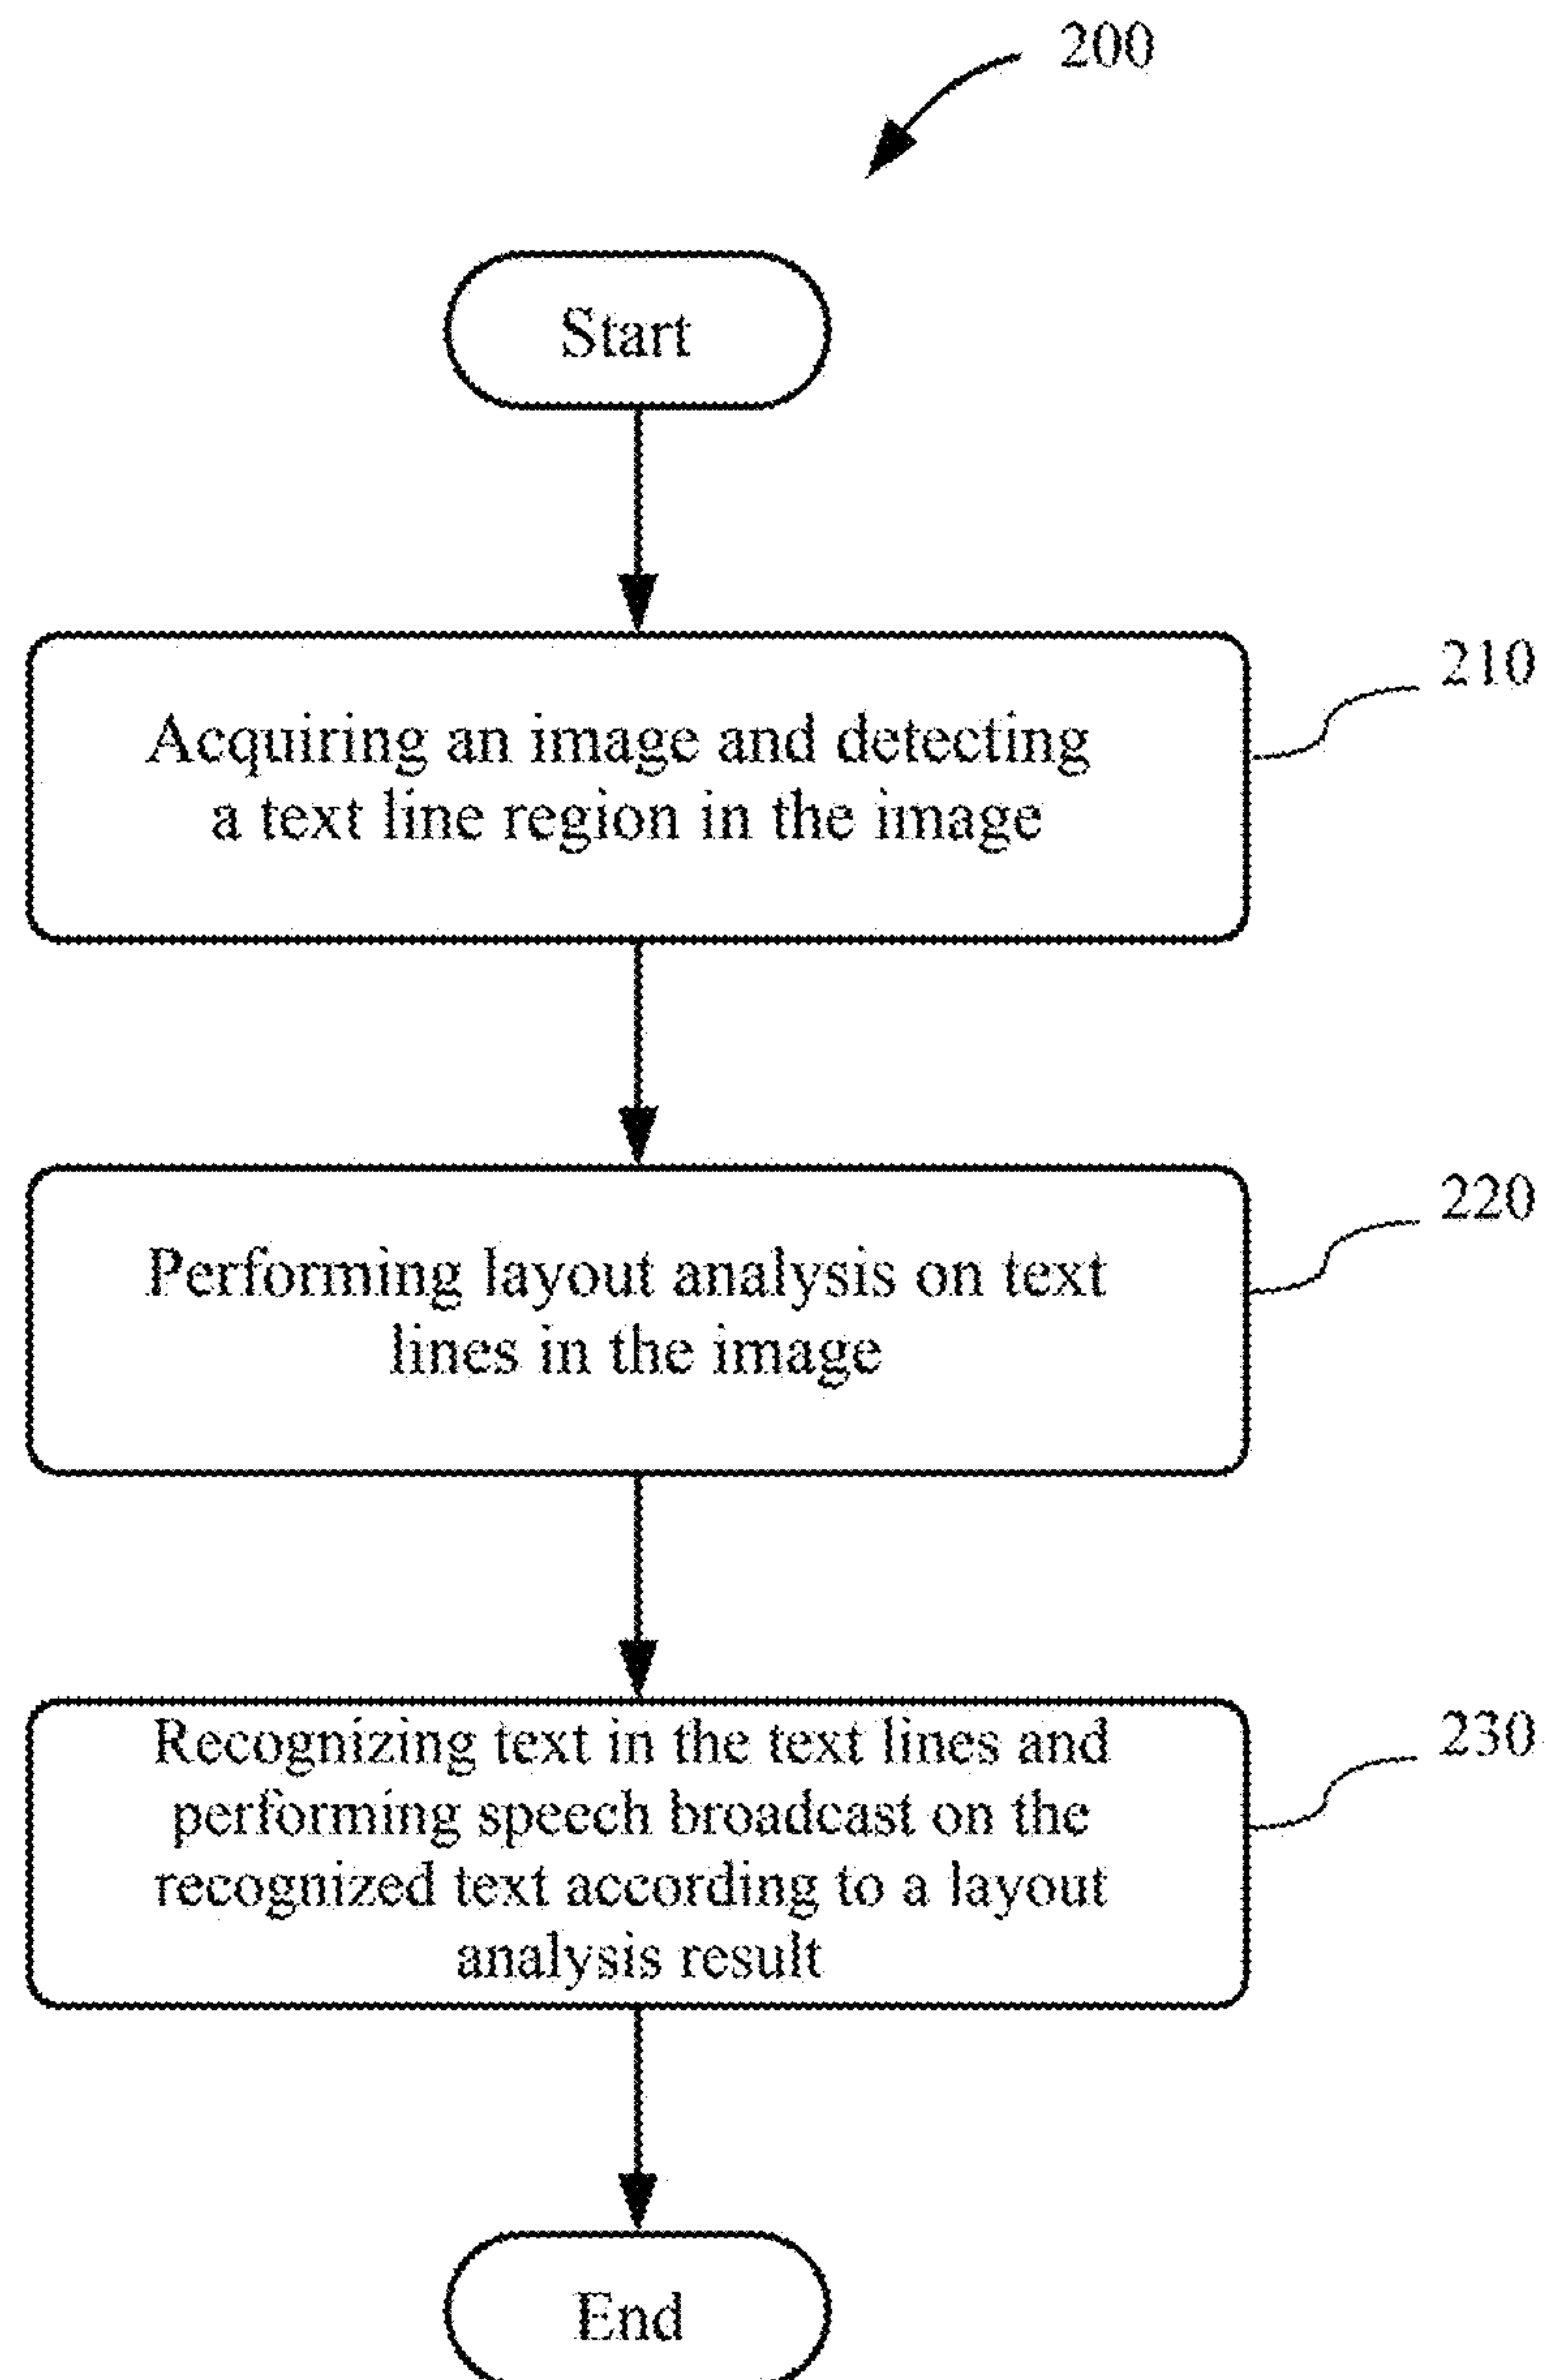 200
Start
210
Acquiring an image and detecting
a text line region in the image
220
Performing layout analysis on text
lines in the image
230
Recognizing text in the text lines and
performing speech broadcast on the
recognized text according to a layout
analysis result
End